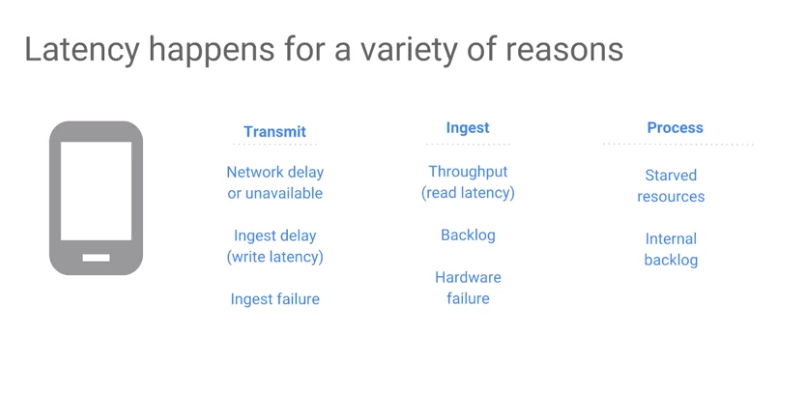 Latency happens for a variety of reasons
Transmit
Network delay
or unavailable
Ingest delay
(write latency)
Ingest failure
Ingest
Throughput
(read latency)
Backlog
Hardware
failure
Process
Starved
resources
Internal
backlog